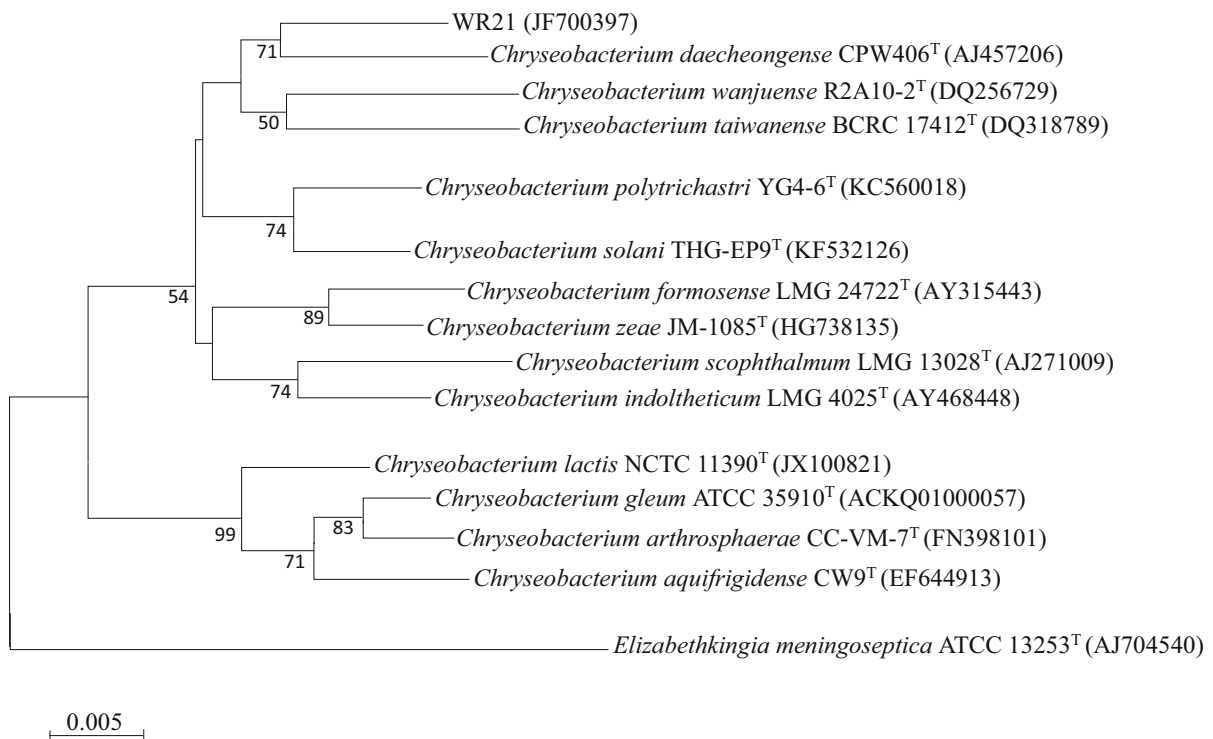 WR21 (JF700397)
71
Chryseobacterium daecheongense CPW406ᵀ (AJ457206)
Chryseobacterium wanjuense R2A10-2ᵀ (DQ256729)
50
Chryseobacterium taiwanense BCRC 17412ᵀ (DQ318789)
Chryseobacterium polytrichastri YG4-6ᵀ (KC560018)
74
Chryseobacterium solani THG-EP9ᵀ (KF532126)
54
Chryseobacterium formosense LMG 24722ᵀ (AY315443)
89
Chryseobacterium zeae JM-1085ᵀ (HG738135)
Chryseobacterium scophthalmum LMG 13028ᵀ (AJ271009)
74
Chryseobacterium indoltheticum LMG 4025ᵀ (AY468448)
Chryseobacterium lactis NCTC 11390ᵀ (JX100821)
Chryseobacterium gleum ATCC 35910ᵀ (ACKQ01000057)
83
99
Chryseobacterium arthrosphaerae CC-VM-7ᵀ (FN398101)
71
Chryseobacterium aquifrigidense CW9ᵀ (EF644913)
Elizabethkingia meningoseptica ATCC 13253ᵀ (AJ704540)
0.005